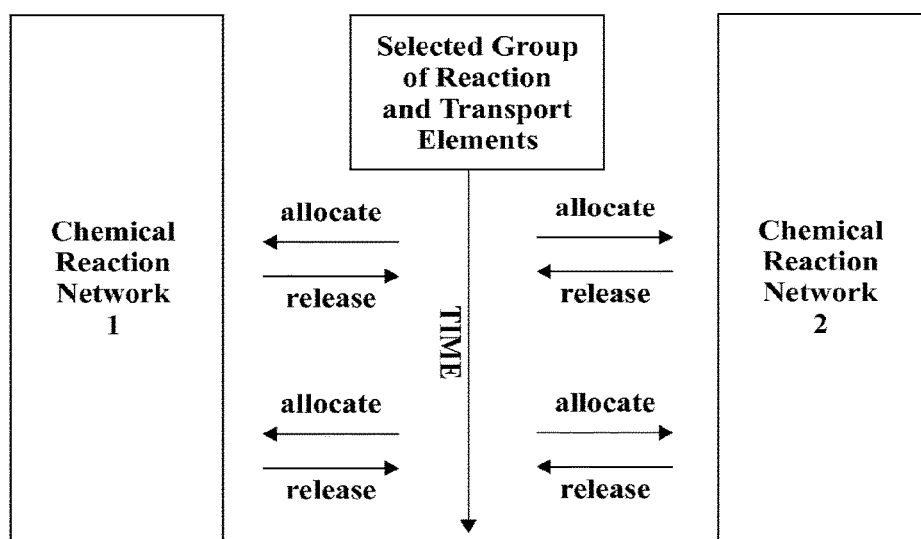 Selected Group
of Reaction
and Transport
Elements
Chemical
Reaction
Network
1
allocate
release
allocate
release
TIME
allocate
release
allocate
release
Chemical
Reaction
Network
2